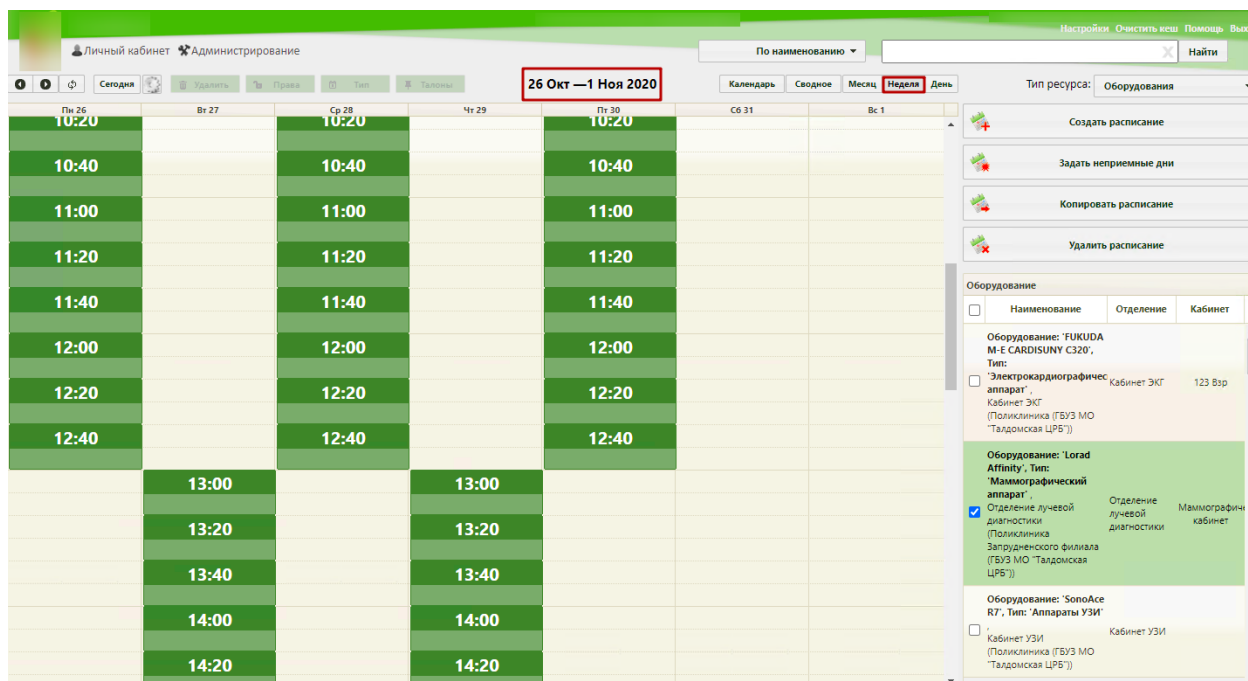 Настройки Очистить кеш Помощь Вых
Личный кабинет Администрирование
По наименованию
X
Найти
Сегодня
Удалить
Права
Тип
Талоны
26 Окт —1 Ноя 2020
Календарь Сводное Месяц Неделя День
Тип ресурса: Оборудования
Пн 26 Вт 27 Ср 28 Чт 29 Пт 30 Сб 31 Вс 1
10:20 10:20 10:20
10:40 10:40 10:40
11:00 11:00 11:00
11:20 11:20 11:20
11:40 11:40 11:40
12:00 12:00 12:00
12:20 12:20 12:20
12:40 12:40 12:40
13:00 13:00
13:20 13:20
13:40 13:40
14:00 14:00
14:20 14:20
Создать расписание
Задать неприемные дни
Копировать расписание
Удалить расписание
Оборудование
Наименование Отделение Кабинет
Оборудование: 'FUKUDA
M-E CARDISUNY C320',
Тип:
'Электрокардиографичес
аппарат' ,
Кабинет ЭКГ
(Поликлиника (ГБУЗ МО
"Талдомская ЦРБ"))
Кабинет ЭКГ
123 Взр
Оборудование: 'Lorad
Affinity', Тип:
'Маммографический
аппарат' ,
Отделение лучевой
диагностики
(Поликлиника
Запрудненского филиала
(ГБУЗ МО "Талдомская
ЦРБ"))
Отделение
лучевой
диагностики
Маммографиче
кабинет
Оборудование: 'SonoAce
R7', Тип: 'Аппараты УЗИ'
,
Кабинет УЗИ
(Поликлиника (ГБУЗ МО
"Талдомская ЦРБ"))
Кабинет УЗИ